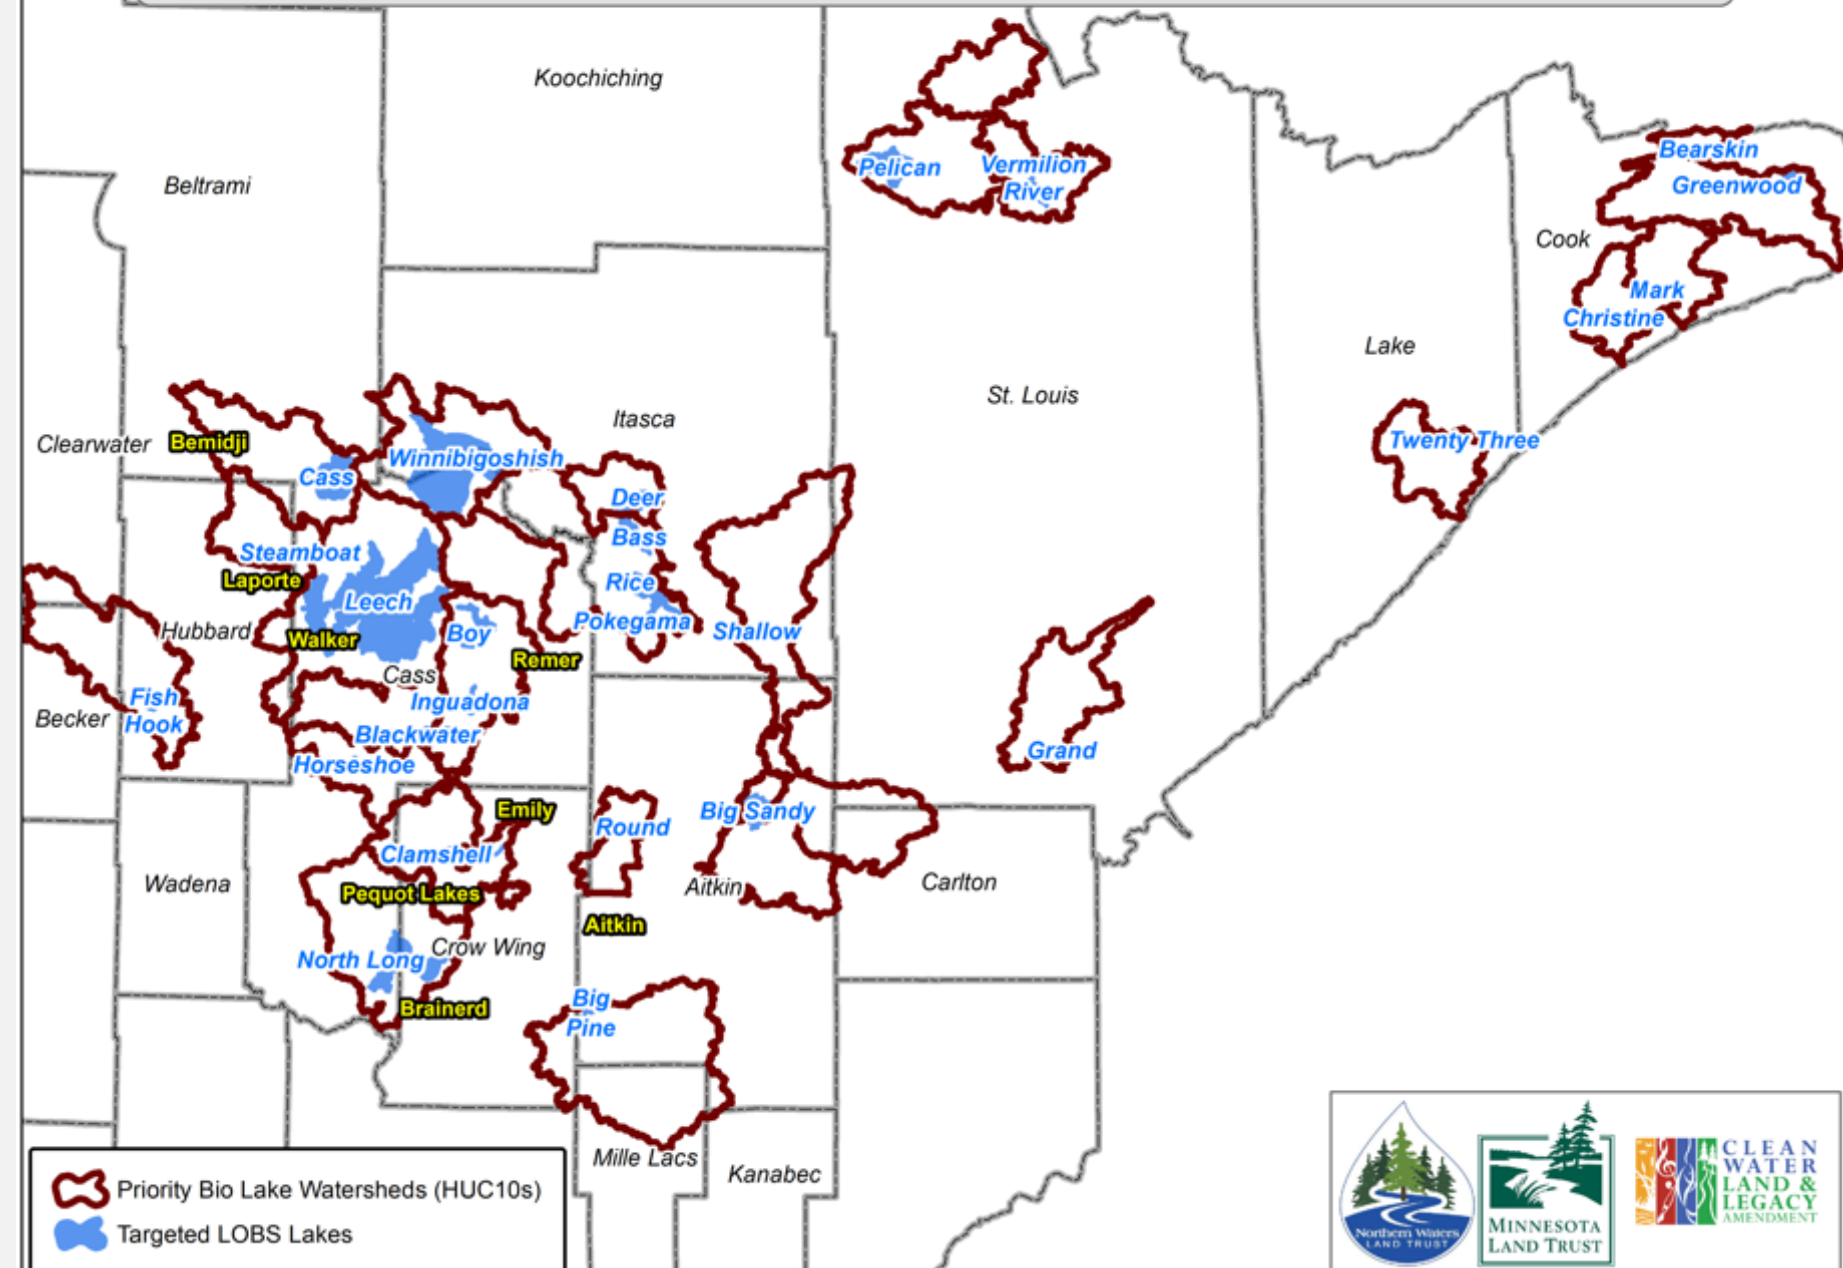 Koochiching
Beltrami
Pelican
Vermilion
River
Bearskin
Greenwood
Cook
Mark
Christine
Lake
St. Louis
Itasca
Clearwater
Bemidji
Winnibigoshish
Cass
Twenty Three
Deer
Bass
Steamboat
Laporte
Rice
Leech
Pokegama
Shallow
Hubbard
Walker
Boy
Remer
Cass
Fish
Hook
Becker
Inguadona
Blackwater
Horseshoe
Grand
Emily
Big Sandy
Round
Clamshell
Wadena
Pequot Lakes
Aitkin
Carlton
Aitkin
Crow Wing
North Long
Brainerd
Big
Pine
Mille Lacs
Kanabec
Priority Bio Lake Watersheds (HUC10s)
Targeted LOBS Lakes
Northern Waters
LAND TRUST
MINNESOTA
LAND TRUST
CLEAN
WATER
LAND &
LEGACY
AMENDMENT